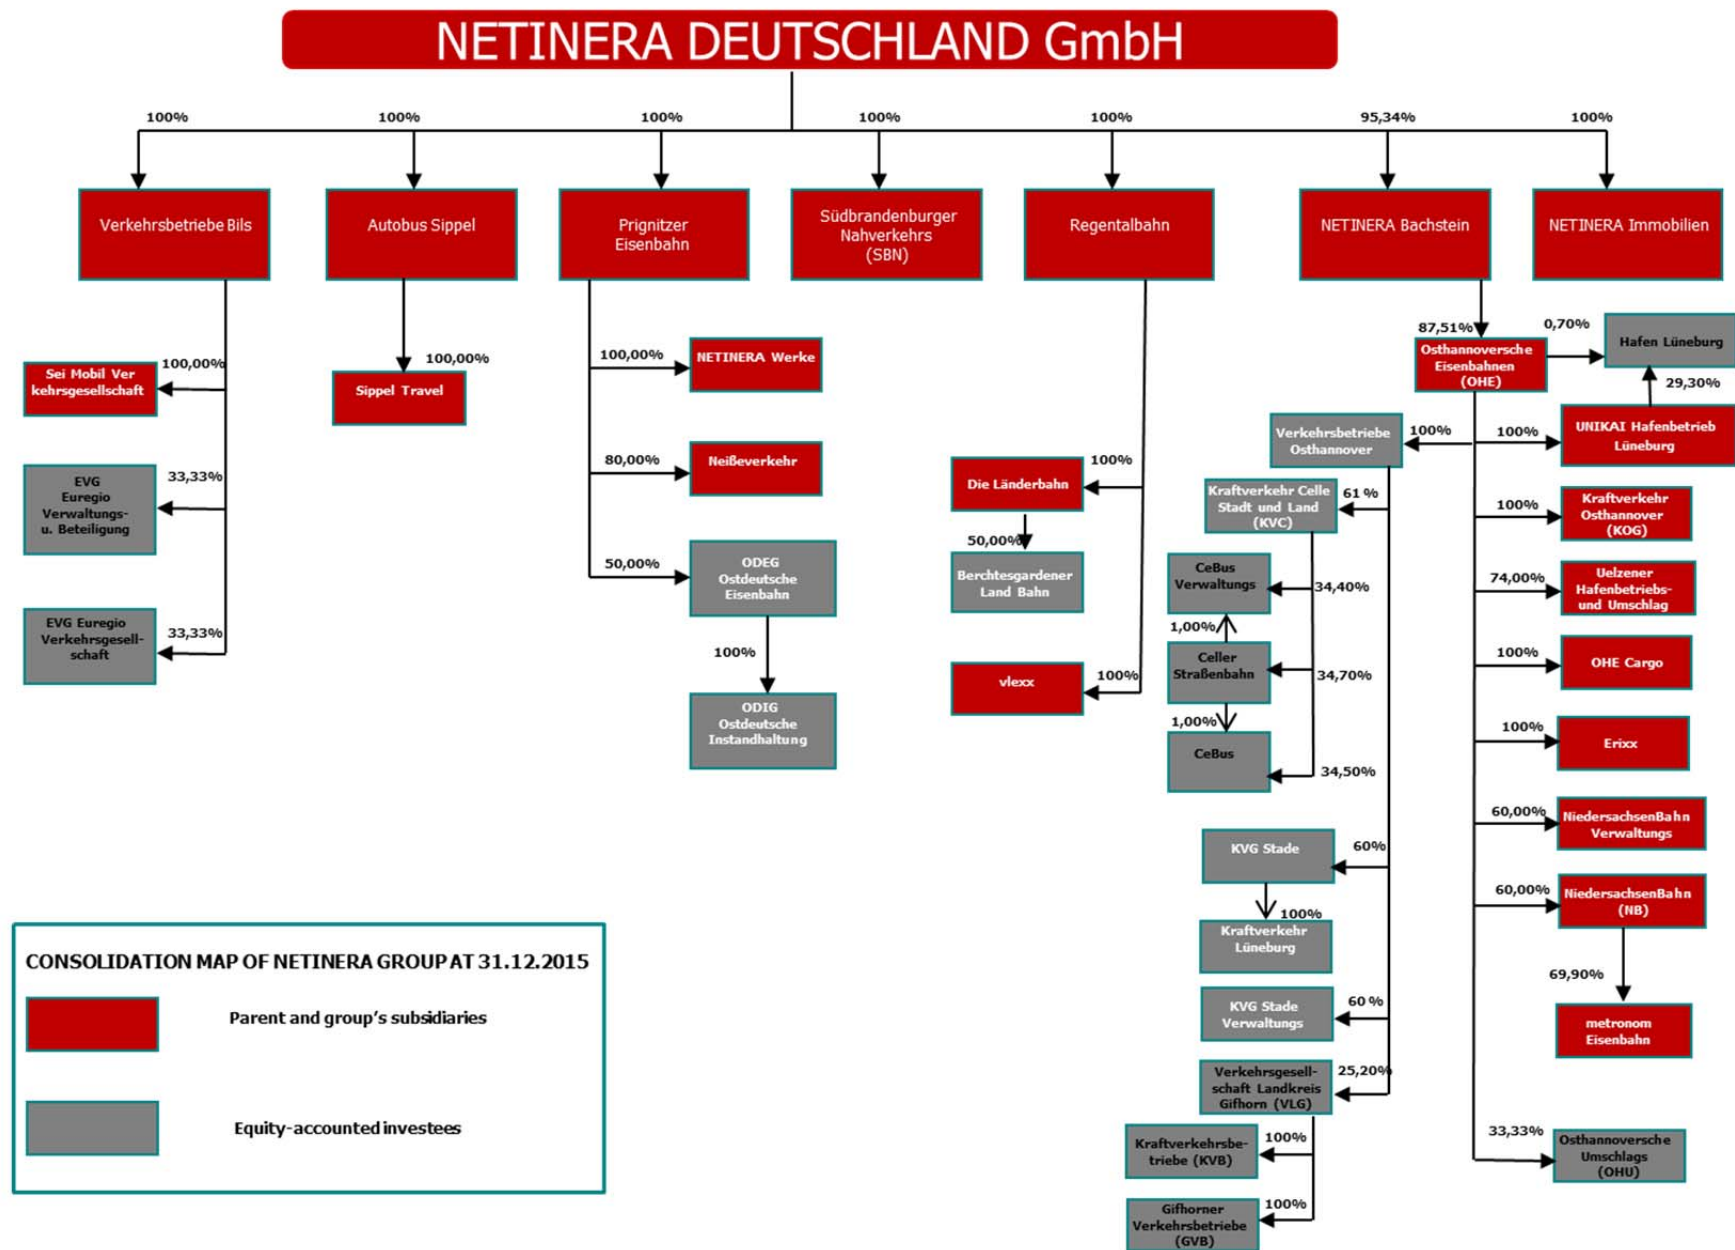 NETINERA DEUTSCHLAND GmbH
100%
100%
100%
100%
100%
95,34%
100%
Verkehrsbetriebe Bils
Autobus Sippel
Prignitzer
Eisenbahn
Südbrandenburger
Nahverkehrs
(SBN)
Regentalbahn
NETINERA Bachstein
NETINERA Immobilien
100,00%
Sei Mobil Ver
kehrsgesellschaft
33,33%
EVG
Euregio
Verwaltungs-
u. Beteiligung
33,33%
EVG Euregio
Verkehrsgesell-
schaft
100,00%
Sippel Travel
100,00%
NETINERA Werke
80,00%
Neißeverkehr
50,00%
ODEG
Ostdeutsche
Eisenbahn
100%
ODIG
Ostdeutsche
Instandhaltung
100%
Die Länderbahn
50,00%
Berchtesgardener
Land Bahn
100%
vlexx
87,51%
Osthannoversche
Eisenbahnen
(OHE)
0,70%
Hafen Lüneburg
29,30%
100%
UNIKAI Hafenbetrieb
Lüneburg
100%
Verkehrsbetriebe
Osthannover
61 %
Kraftverkehr Celle
Stadt und Land
(KVC)
34,40%
CeBus
Verwaltungs
1,00%
Celler
Straßenbahn
34,70%
1,00%
CeBus
34,50%
60%
KVG Stade
100%
Kraftverkehr
Lüneburg
60 %
KVG Stade
Verwaltungs
25,20%
Verkehrsgesell-
schaft Landkreis
Gifhorn (VLG)
100%
Kraftverkehrsbe-
triebe (KVB)
100%
Gifhorner
Verkehrsbetriebe
(GVB)
100%
Kraftverkehr
Osthannover
(KOG)
74,00%
Uelzener
Hafenbetriebs-
und Umschlag
100%
OHE Cargo
100%
Erixx
60,00%
NiedersachsenBahn
Verwaltungs
60,00%
NiedersachsenBahn
(NB)
69,90%
metronom
Eisenbahn
33,33%
Osthannoversche
Umschlags
(OHU)
CONSOLIDATION MAP OF NETINERA GROUP AT 31.12.2015
Parent and group's subsidiaries
Equity-accounted investees